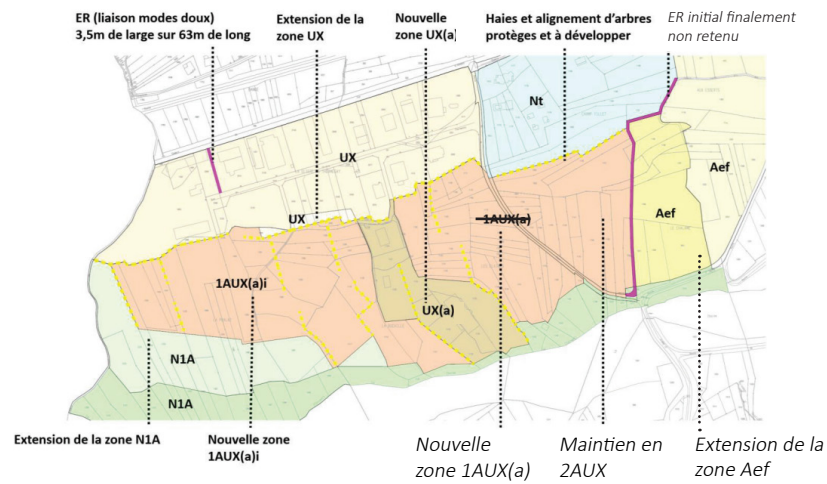 ER (liaison modes doux)
3,5m de large sur 63m de long
Extension de la
zone UX
Nouvelle
zone UX(a)
Haies et alignement d'arbres
protèges et à développer
ER initial finalement
non retenu
Nt
UX
Aef
Aef
UX
1AUX(a)
1AUX(a)i
UX(a)
N1A
N1A
Extension de la zone N1A
Nouvelle zone
1AUX(a)i
Nouvelle
zone 1AUX(a)
Maintien en
2AUX
Extension de la
zone Aef